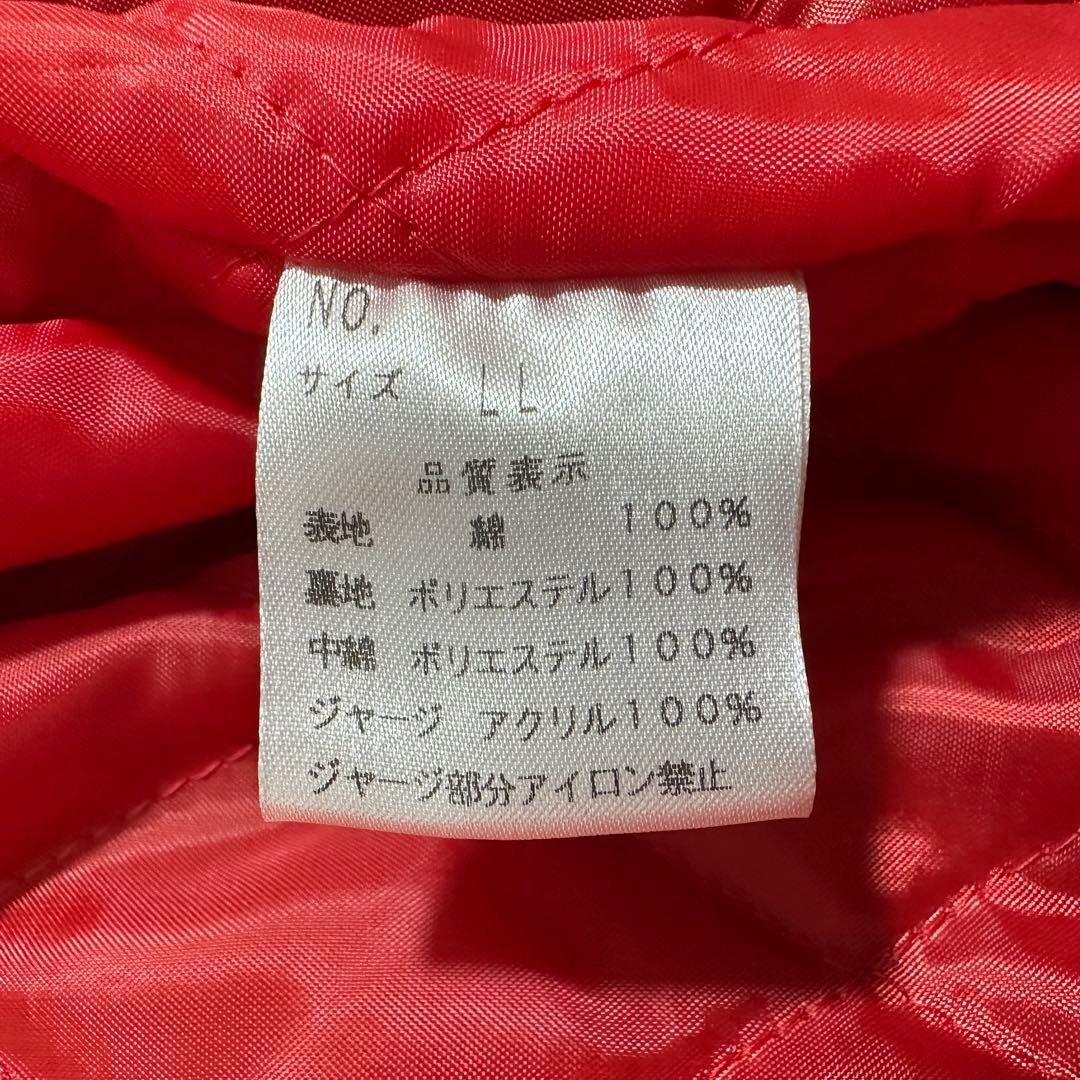 NO.
サイズ LL
品質表示
表地 綿 100%
裏地 ポリエステル100%
中綿 ポリエステル100%
ジャージ アクリル100%
ジャージ部分アイロン禁止